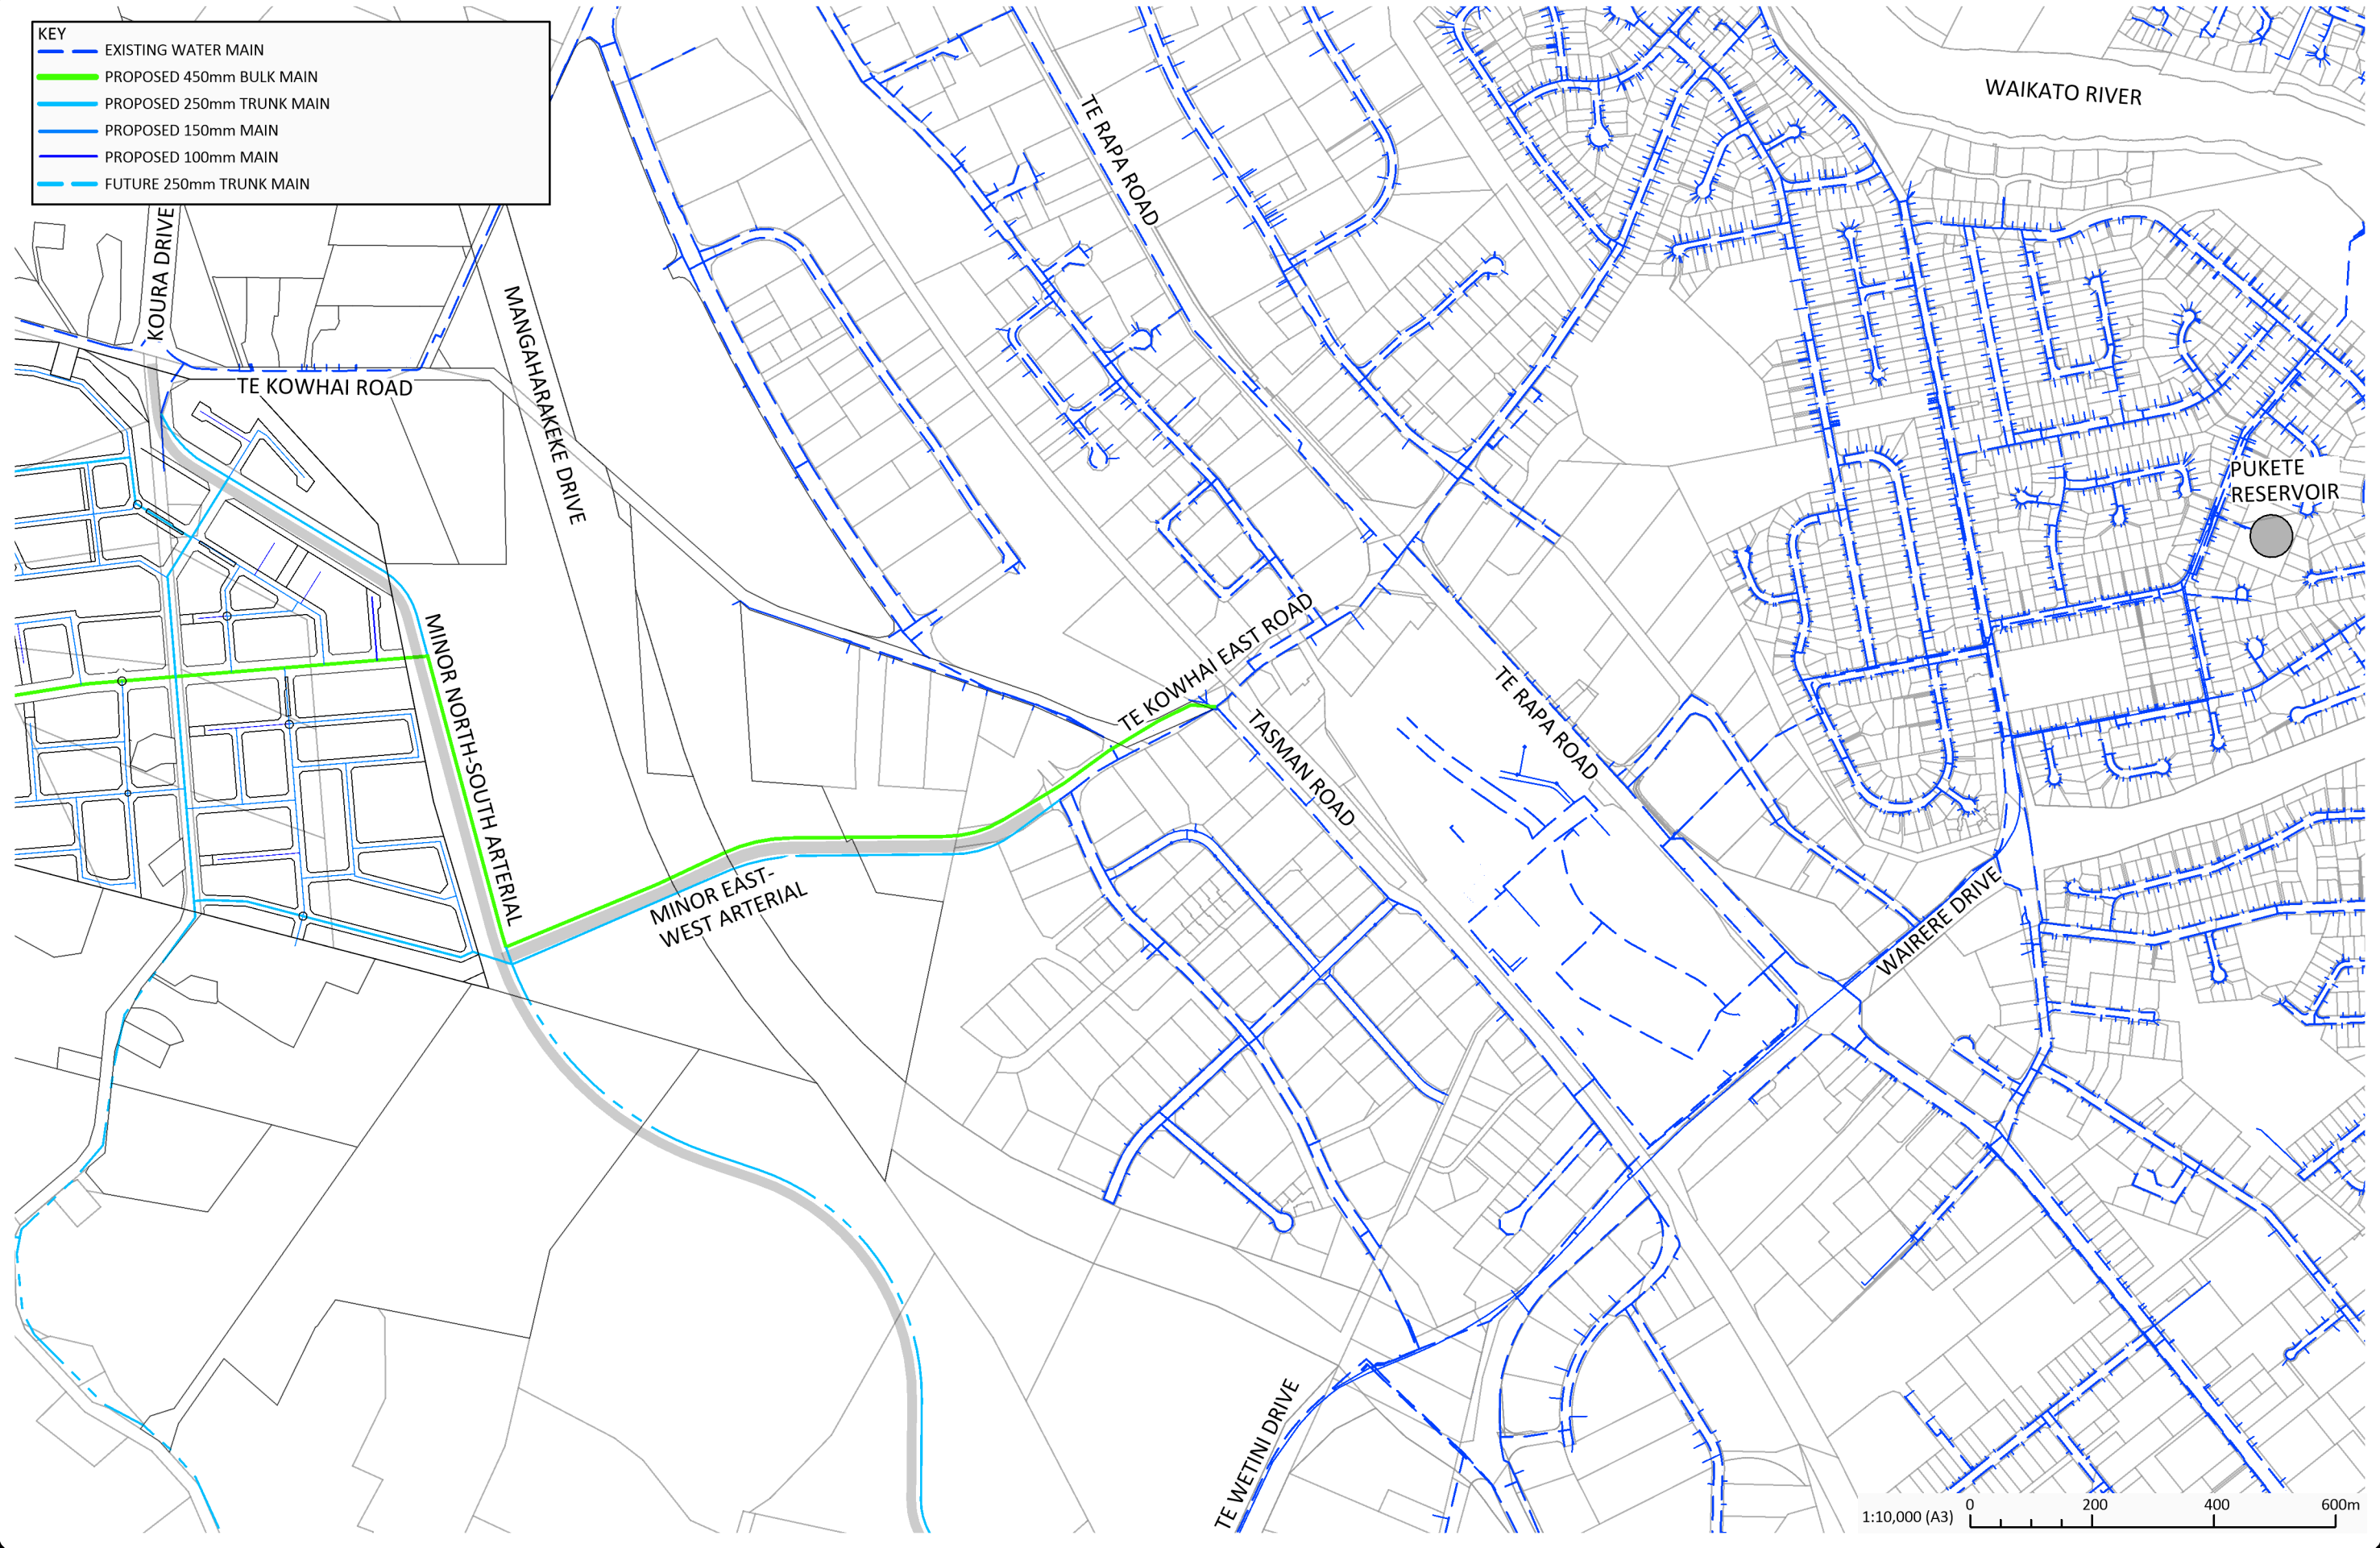 KEY
EXISTING WATER MAIN
PROPOSED 450mm BULK MAIN
PROPOSED 250mm TRUNK MAIN
PROPOSED 150mm MAIN
PROPOSED 100mm MAIN
FUTURE 250mm TRUNK MAIN
WAIKATO RIVER
TE RAPA ROAD
KOURA DRIVE
MANGAHARAKEKE DRIVE
TE KOWHAI ROAD
PUKETE
RESERVOIR
MINOR NORTH-SOUTH ARTERIAL
TE KOWHAI EAST ROAD
TE RAPA ROAD
TASMAN ROAD
MINOR EAST-
WEST ARTERIAL
WAIRERE DRIVE
TE WETINI DRIVE
1:10,000 (A3)
0 200 400 600m